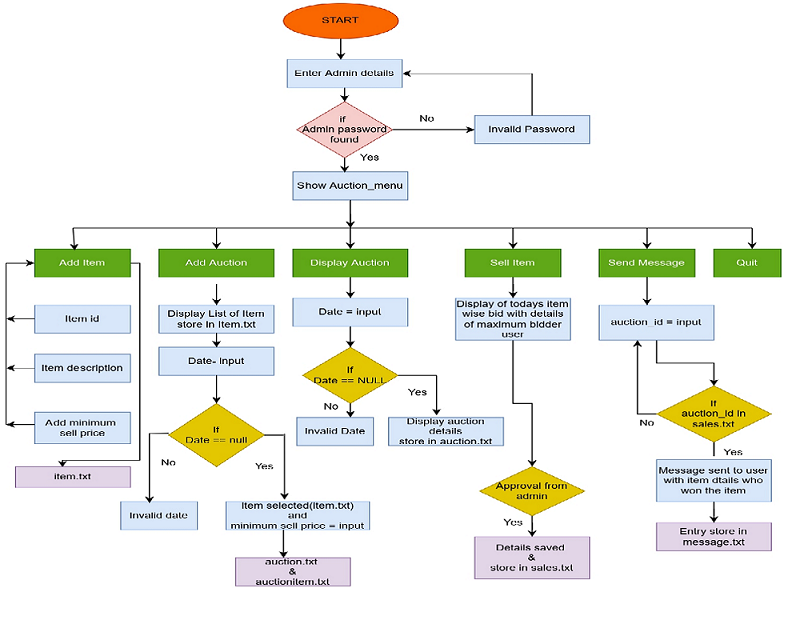 START
Enter Admin details
if
Admin password
found
No
Invalid Password
Yes
Show Auction_menu
Add Item
Add Auction
Display Auction
Sell Item
Send Message
Quit
Item id
Item description
Add minimum
sell price
item.txt
Display List of Item
store in Item.txt
Date- Input
If
Date == null
No
Yes
Invalid date
Item selected(Item.txt)
and
minimum sell price = input
auction.txt
&
auctionitem.txt
Date = input
If
Date == NULL
No
Yes
Invalid Date
Display auction
details
store in auction.txt
Display of todays item
wise bid with details
of maximum bidder
user
Approval from
admin
Yes
Details saved
&
store in sales.txt
auction_id = input
If
auction_id in
sales.txt
No
Yes
Message sent to user
with item dtails who
won the item
Entry store in
message.txt